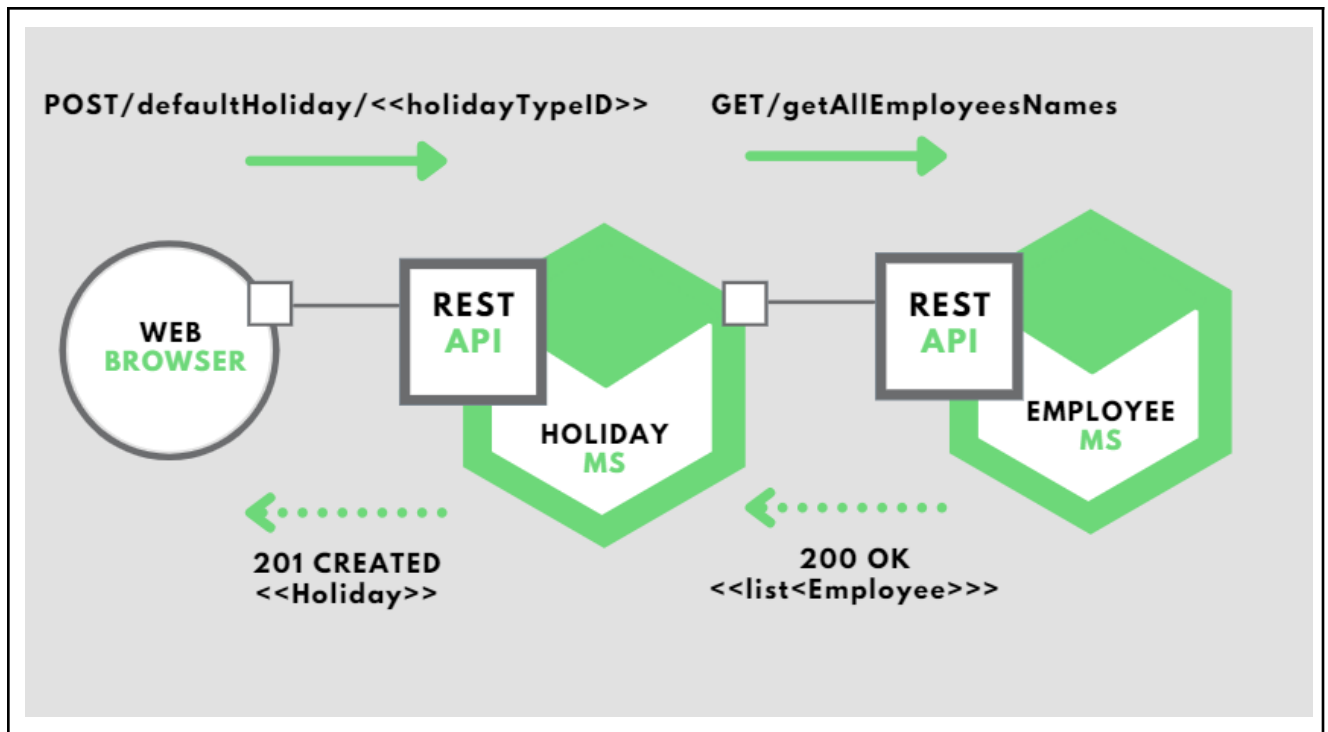 POST/defaultHoliday/<<holidayTypeID>>
GET/getAllEmployeesNames
WEB
BROWSER
REST
API
HOLIDAY
MS
REST
API
EMPLOYEE
MS
201 CREATED
<<Holiday>>
200 OK
<<list<Employee>>>